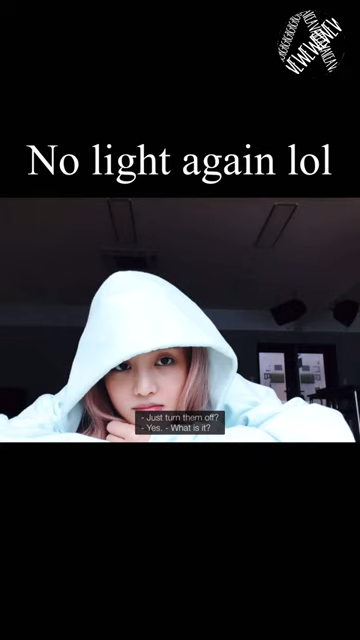 No light again lol
- Just turn them off?
- Yes. - What is it?